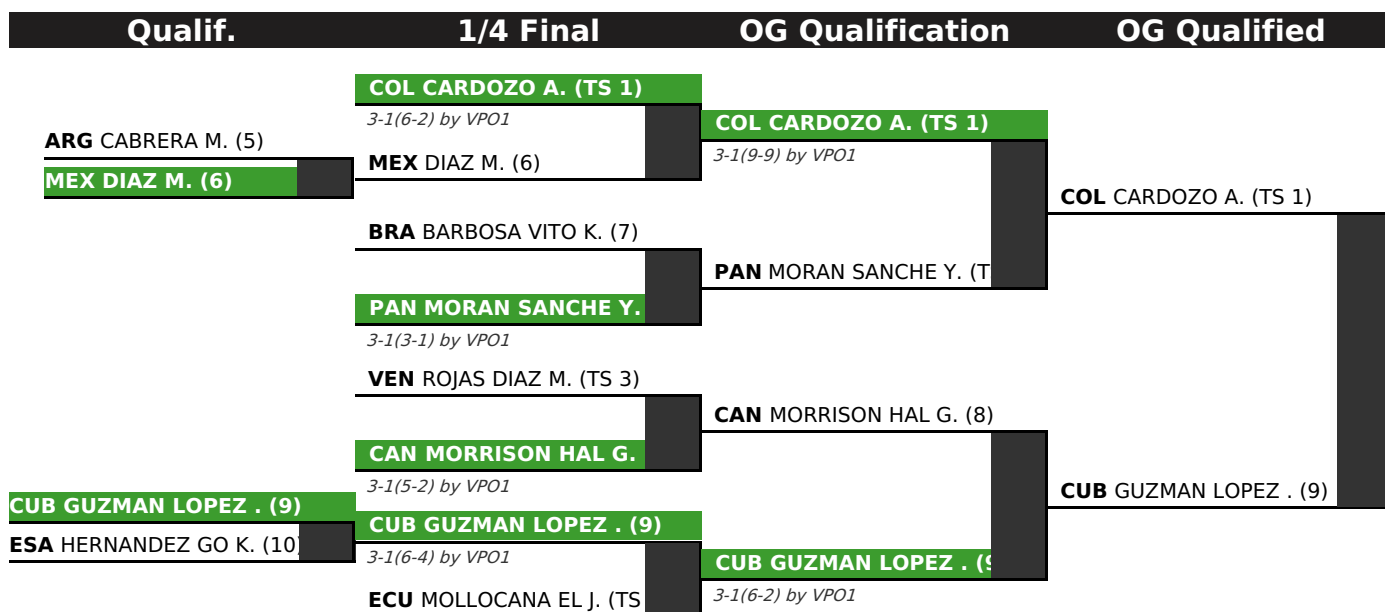 Qualif. 1/4 Final OG Qualification OG Qualified
COL CARDOZO A. (TS 1)
3-1(6-2) by VPO1
COL CARDOZO A. (TS 1)
ARG CABRERA M. (5)
3-1(9-9) by VPO1
MEX DIAZ M. (6)
MEX DIAZ M. (6)
COL CARDOZO A. (TS 1)
BRA BARBOSA VITO K. (7)
PAN MORAN SANCHE Y. (T
PAN MORAN SANCHE Y.
3-1(3-1) by VPO1
VEN ROJAS DIAZ M. (TS 3)
CAN MORRISON HAL G. (8)
CAN MORRISON HAL G.
3-1(5-2) by VPO1
CUB GUZMAN LOPEZ . (9)
CUB GUZMAN LOPEZ . (9)
CUB GUZMAN LOPEZ . (9)
ESA HERNANDEZ GO K. (10)
3-1(6-4) by VPO1
CUB GUZMAN LOPEZ . (9
ECU MOLLOCANA EL J. (TS
3-1(6-2) by VPO1